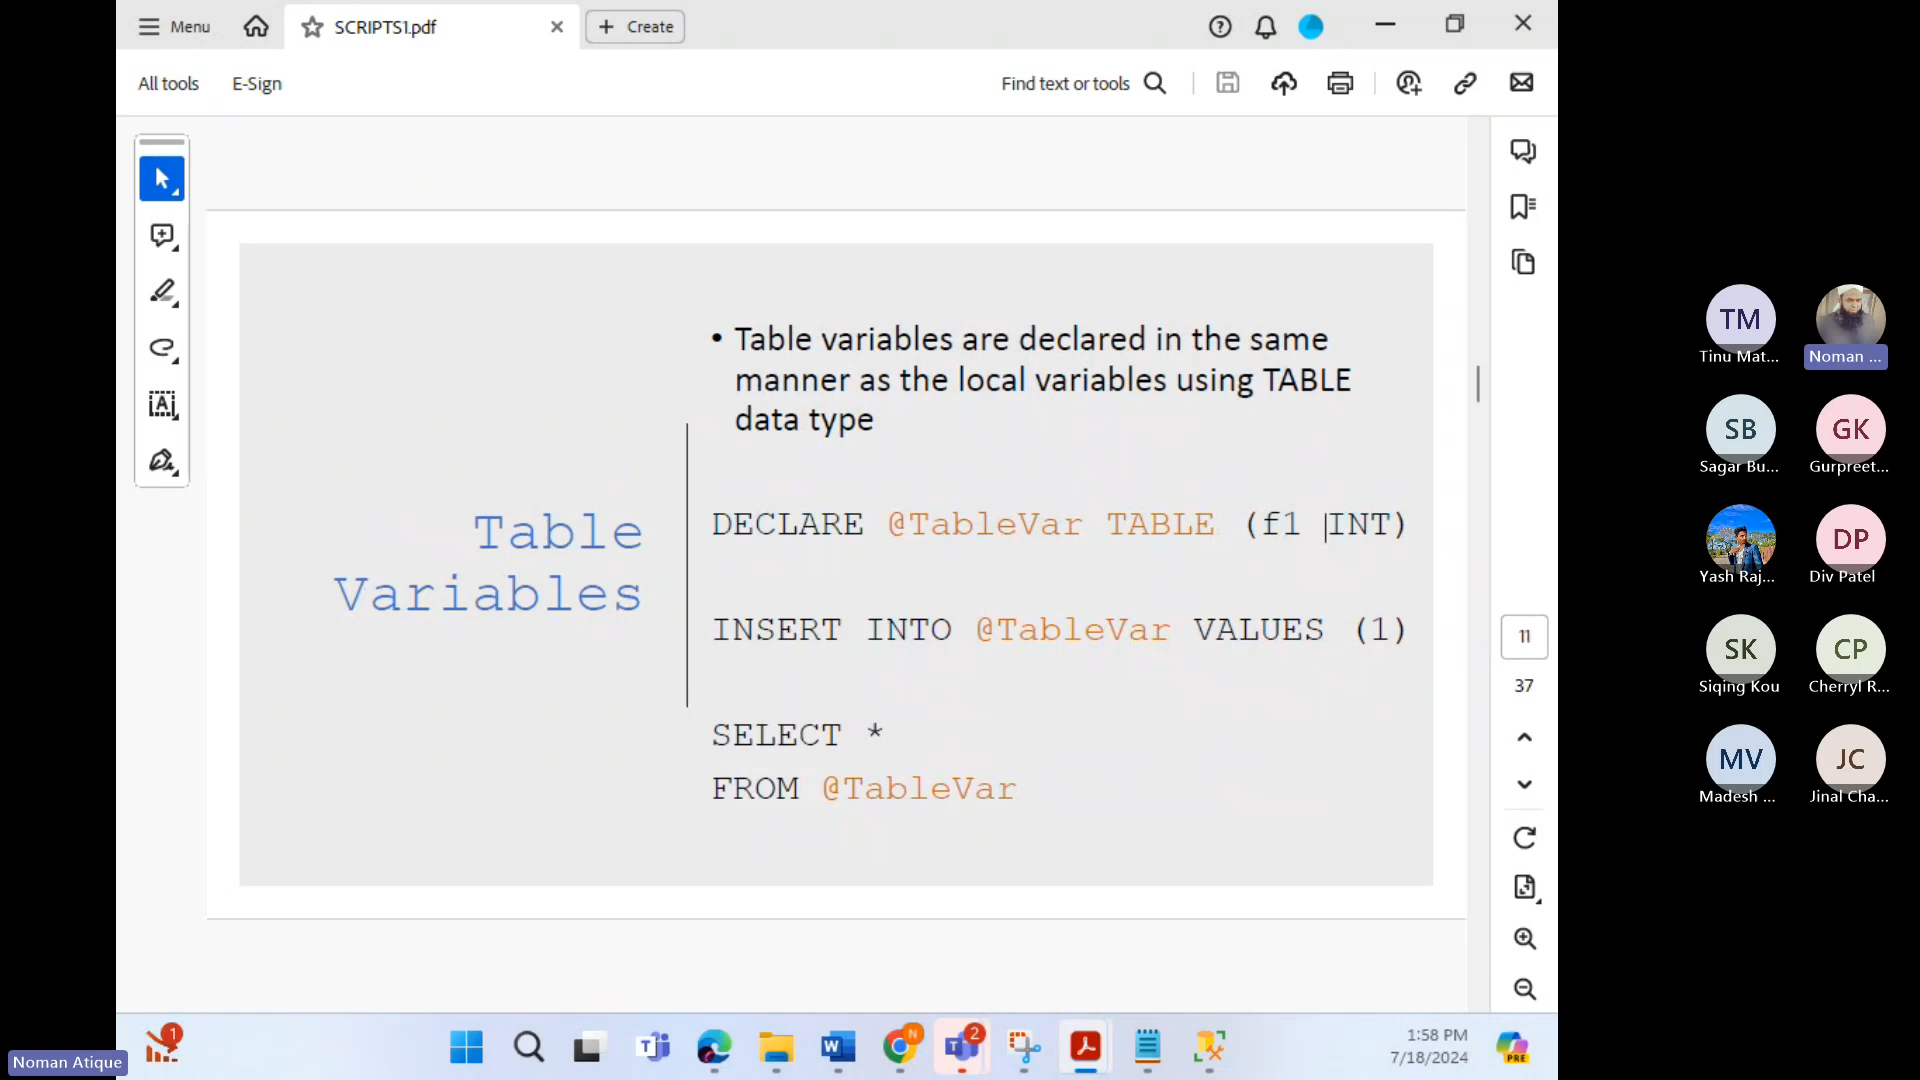 Menu
SCRIPTS1.pdf
Create
All tools
E-Sign
Find text or tools
• Table variables are declared in the same
manner as the local variables using TABLE
data type
Table
Variables
DECLARE @TableVar TABLE (f1 INT)
INSERT INTO @TableVar VALUES (1)
SELECT *
FROM @TableVar
11
37
TM
Tinu Mat...
Noman ...
SB
Sagar Bu...
GK
Gurpreet...
Yash Raj...
DP
Div Patel
SK
Siqing Kou
CP
Cherryl R...
MV
Madesh ...
JC
Jinal Cha...
1
N
2
1:58 PM
7/18/2024
PRE
Noman Atique